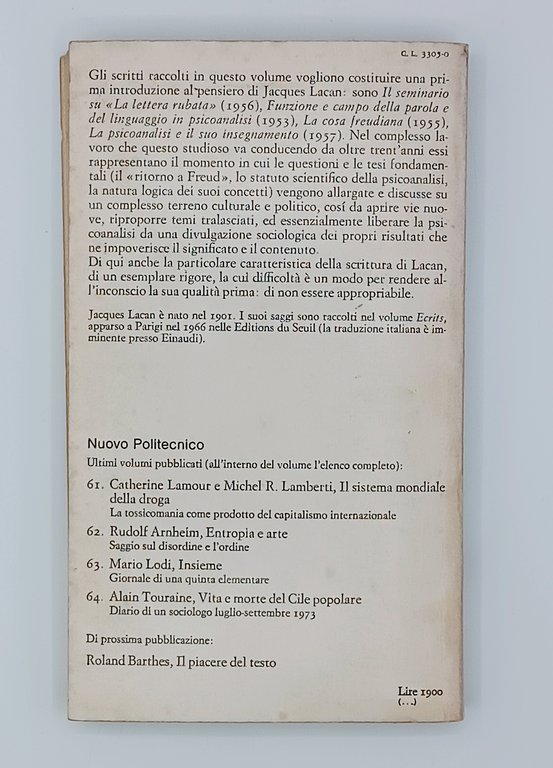 C. L. 3305-0
Gli scritti raccolti in questo volume vogliono costituire una pri-
ma introduzione al pensiero di Jacques Lacan: sono Il seminario
su «La lettera rubata» (1956), Funzione e campo della parola e
del linguaggio in psicoanalisi (1953), La cosa freudiana (1955),
La psicoanalisi e il suo insegnamento (1957). Nel complesso la-
voro che questo studioso va conducendo da oltre trent'anni essi
rappresentano il momento in cui le questioni e le tesi fondamen-
tali (il «ritorno a Freud», lo statuto scientifico della psicoanalisi,
la natura logica dei suoi concetti) vengono allargate e discusse su
un complesso terreno culturale e politico, cosí da aprire vie nuo-
ve, riproporre temi tralasciati, ed essenzialmente liberare la psi-
coanalisi da una divulgazione sociologica dei propri risultati che
ne impoverisce il significato e il contenuto.
Di qui anche la particolare caratteristica della scrittura di Lacan,
di un esemplare rigore, la cui difficoltà è un modo per rendere al-
l'inconscio la sua qualità prima: di non essere appropriabile.
Jacques Lacan è nato nel 1901. I suoi saggi sono raccolti nel volume Ecrits,
apparso a Parigi nel 1966 nelle Editions du Seuil (la traduzione italiana è im-
minente presso Einaudi).
Nuovo Politecnico
Ultimi volumi pubblicati (all'interno del volume l'elenco completo):
61. Catherine Lamour e Michel R. Lamberti, Il sistema mondiale
della droga
La tossicomania come prodotto del capitalismo internazionale
62. Rudolf Arnheim, Entropia e arte
Saggio sul disordine e l'ordine
63. Mario Lodi, Insieme
Giornale di una quinta elementare
64. Alain Touraine, Vita e morte del Cile popolare
Diario di un sociologo luglio-settembre 1973
Di prossima pubblicazione:
Roland Barthes, Il piacere del testo
Lire 1900
(...)